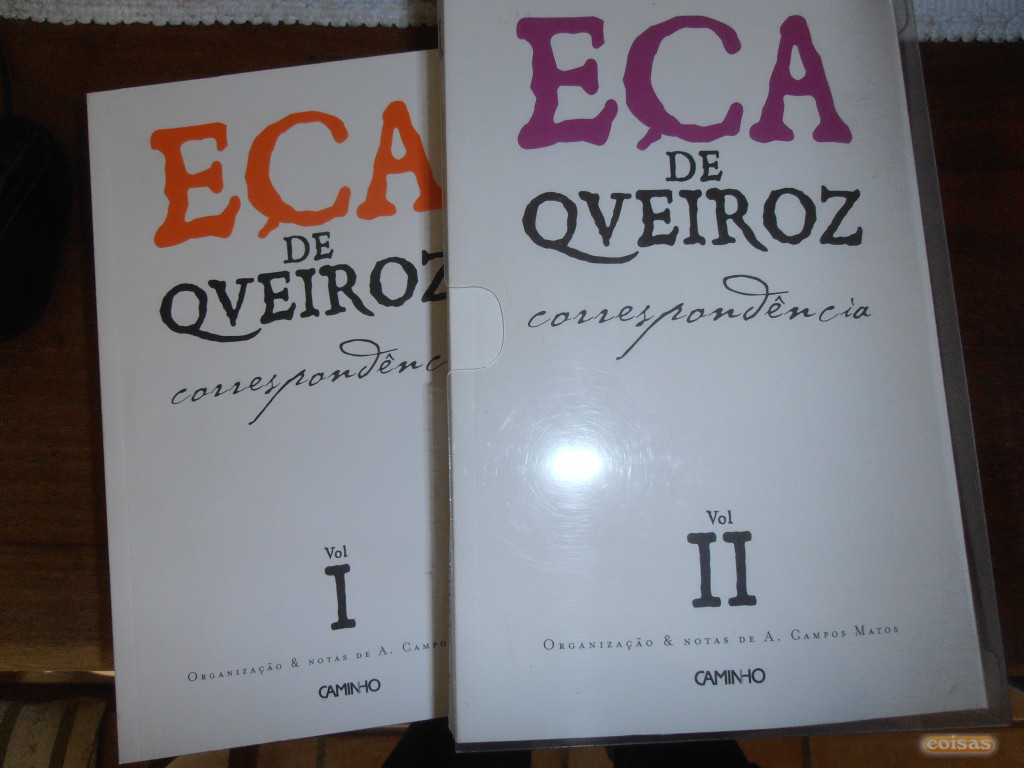 EÇA
DE
QVEIROZ
correspondênc
Vol
I
ORGANIZAÇÃO & NOTAS DE A. CAMPO
CAMINHO
EÇA
DE
QVEIROZ
correspondência
Vol
II
ORGANIZAÇÃO & NOTAS DE A. CAMPOS MATOS
CAMINHO
coisas